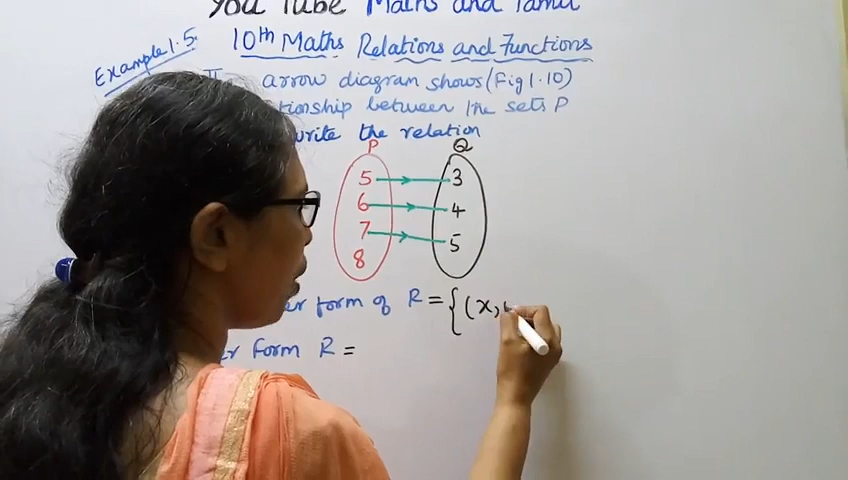 You Tube Maths and Tamil
Example 1.5
10th Maths Relations and Functions
arrow diagram shows (Fig 1.10)
between the sets P
write the relation
P Q
5 3
6 4
7 5
8
form of R = { (x,
Form R =